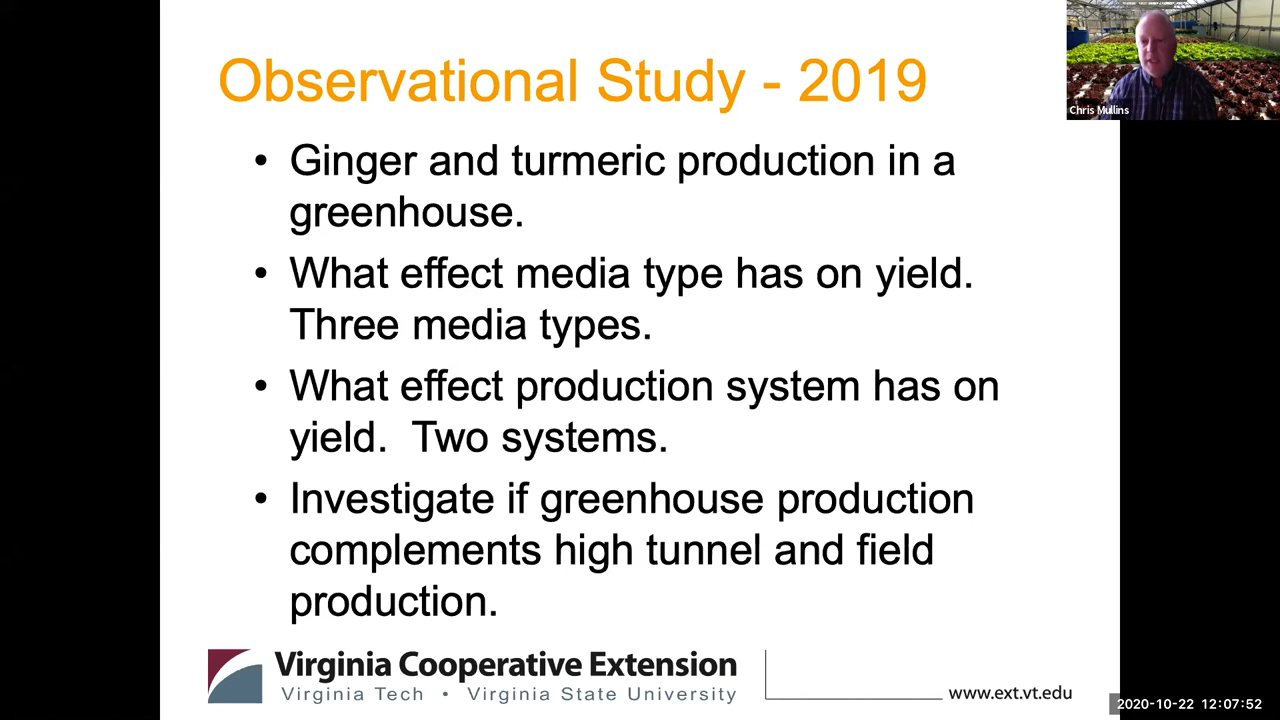 Observational Study - 2019
Chris Mullins
• Ginger and turmeric production in a
greenhouse.
• What effect media type has on yield.
Three media types.
• What effect production system has on
yield.  Two systems.
• Investigate if greenhouse production
complements high tunnel and field
production.
Virginia Cooperative Extension
Virginia Tech • Virginia State University
www.ext.vt.edu
2020-10-22 12:07:52